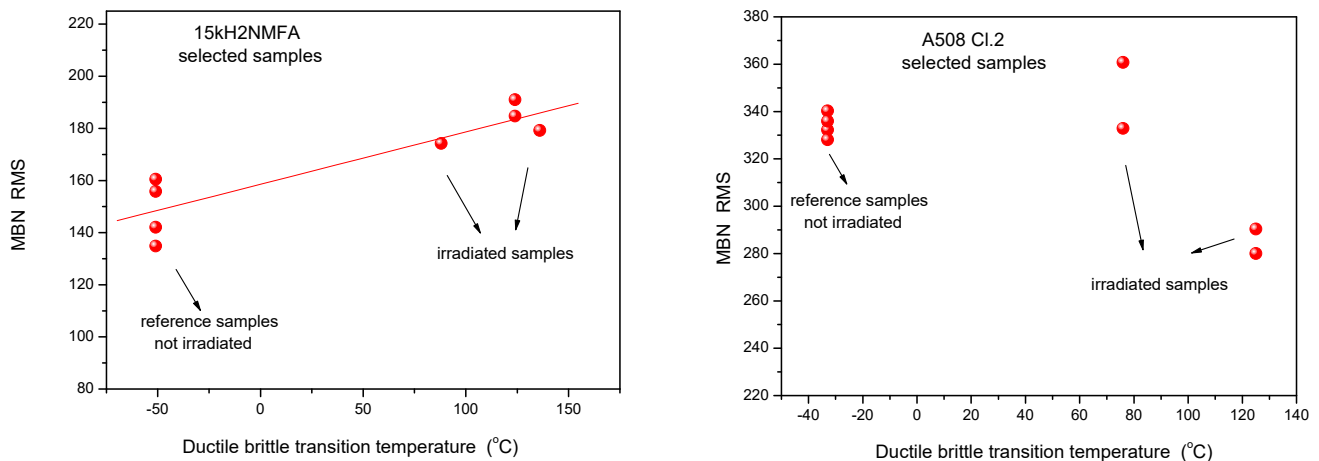 15kH2NMFA
selected samples
220
200
180
160
140
120
100
80
MBN RMS
irradiated samples
reference samples
not irradiated
-50
0
50
100
150
Ductile brittle transition temperature (°C)
A508 Cl.2
selected samples
380
360
340
320
300
280
260
240
220
MBN RMS
reference samples
not irradiated
irradiated samples
-40
-20
0
20
40
60
80
100
120
140
Ductile brittle transition temperature (°C)